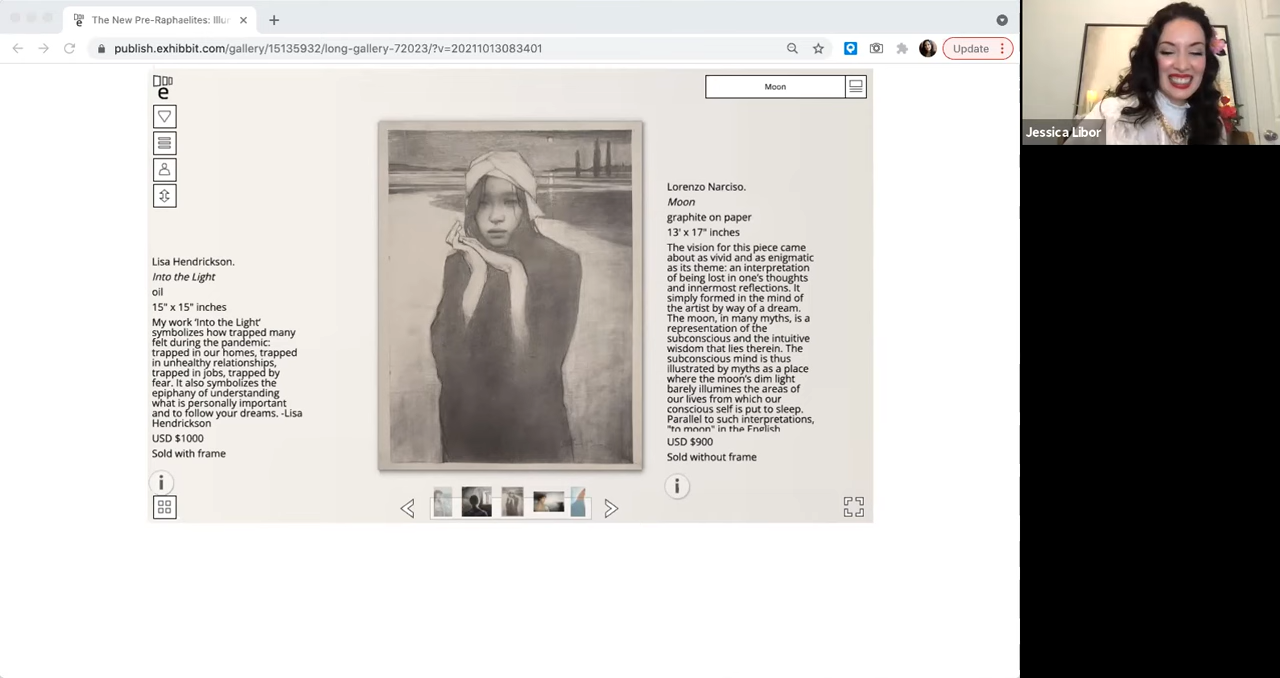 The New Pre-Raphaelites: Illu
publish.exhibbit.com/gallery/15135932/long-gallery-72023/?v=20211013083401
Update
Jessica Libor
e
Moon
Lisa Hendrickson.
Into the Light
oil
15" x 15" inches
My work 'Into the Light'
symbolizes how trapped many
felt during the pandemic:
trapped in our homes, trapped
in unhealthy relationships,
trapped in jobs, trapped by
fear. It also symbolizes the
epiphany of understanding
what is personally important
and to follow your dreams. -Lisa
Hendrickson
USD $1000
Sold with frame
i
Lorenzo Narciso.
Moon
graphite on paper
13' x 17" inches
The vision for this piece came
about as vivid and as enigmatic
as its theme: an interpretation
of being lost in one's thoughts
and innermost reflections. It
simply formed in the mind of
the artist by way of a dream.
The moon, in many myths, is a
representation of the
subconscious and the intuitive
wisdom that lies therein. The
subconscious mind is thus
illustrated by myths as a place
where the moon's dim light
barely illumines the areas of
our lives from which our
conscious self is put to sleep.
Parallel to such interpretations,
"to moon" in the English
USD $900
Sold without frame
i